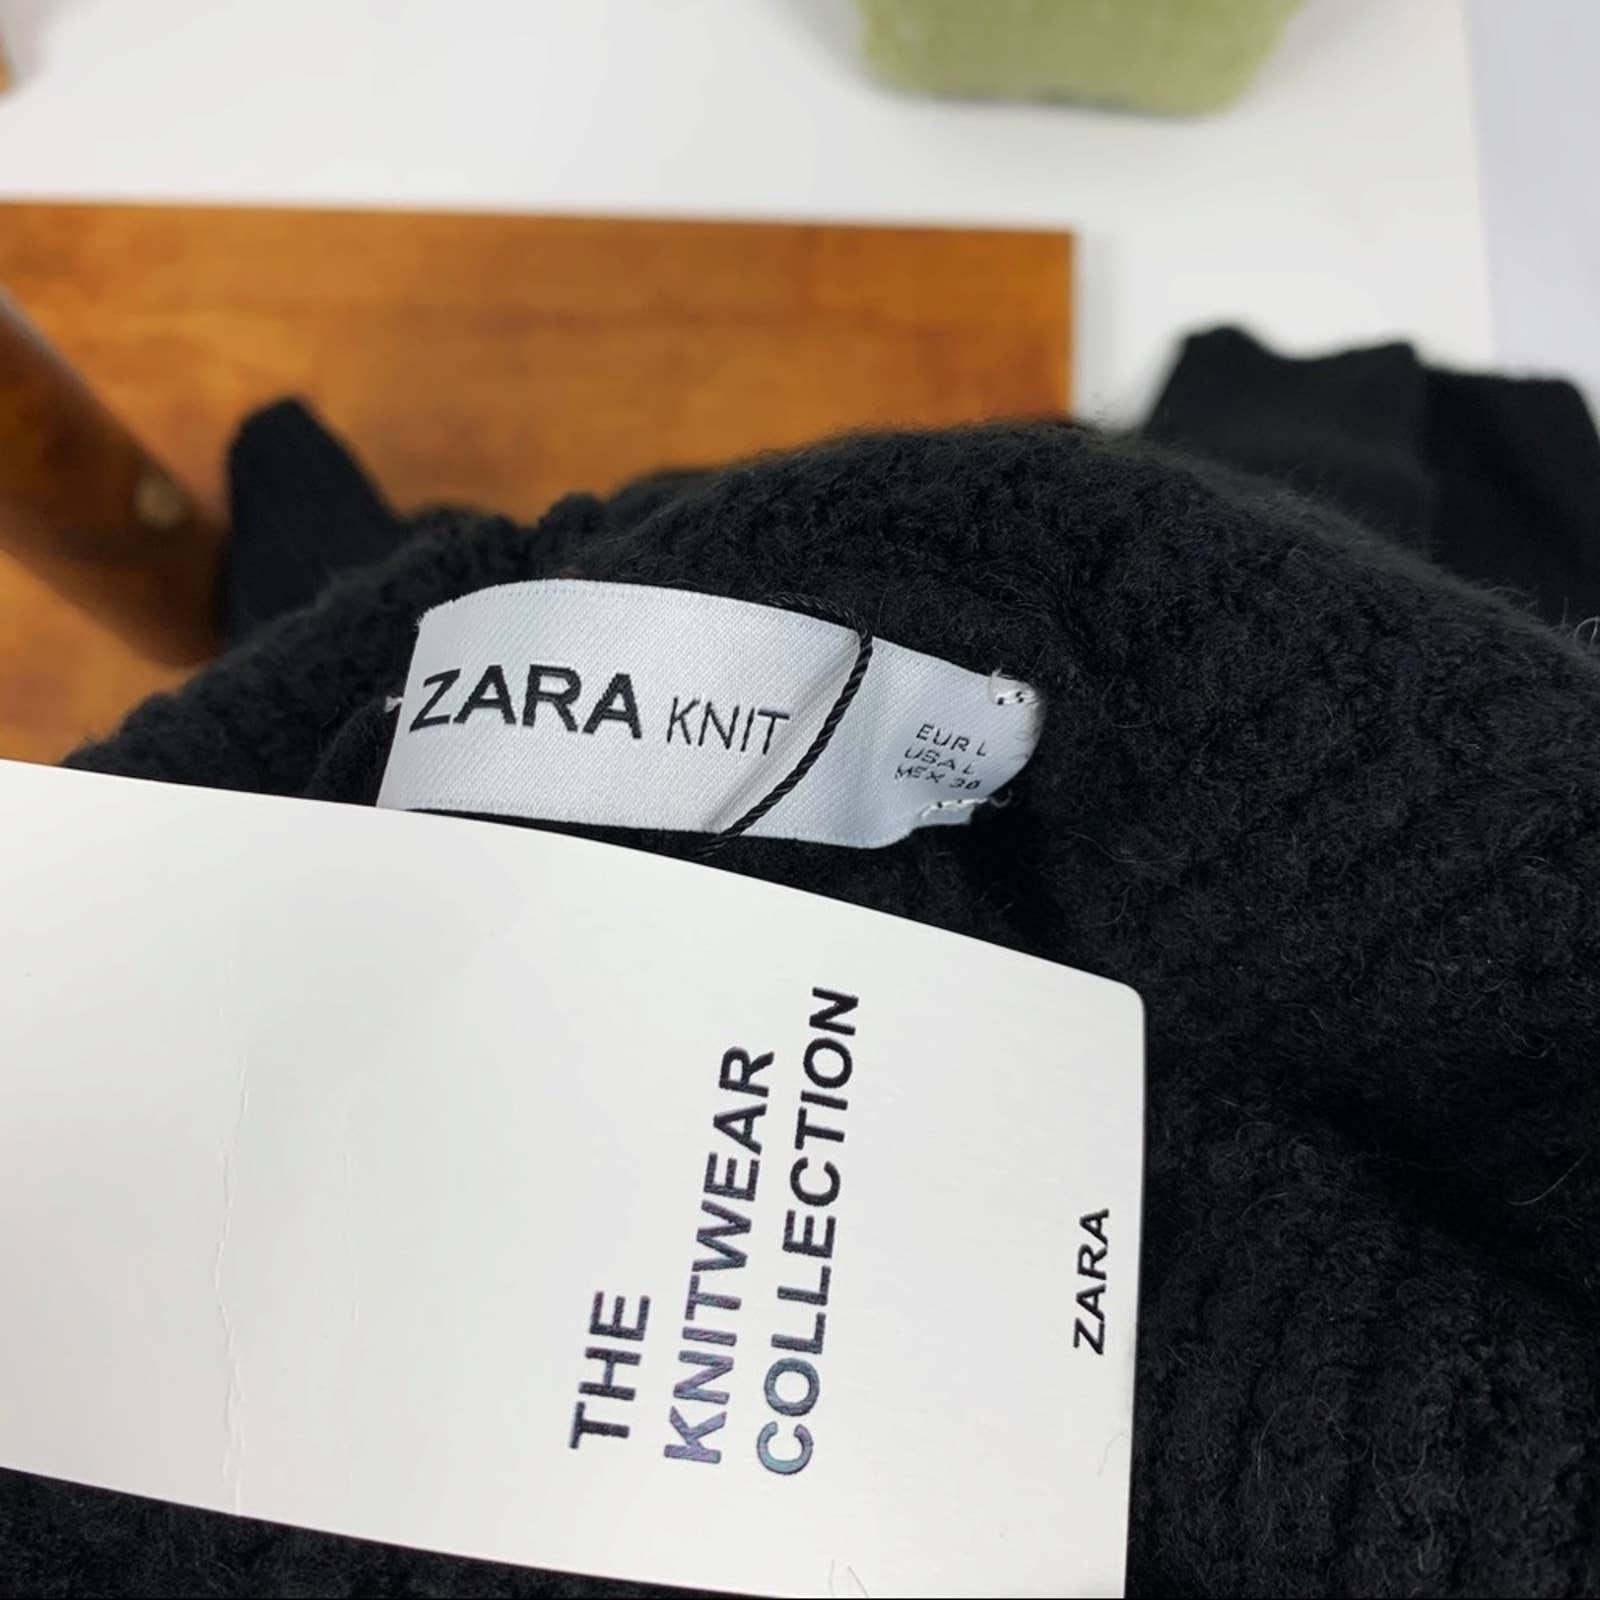 ZARA KNIT
EUR L
USA L
MEX 30
THE
KNITWEAR
COLLECTION
ZARA